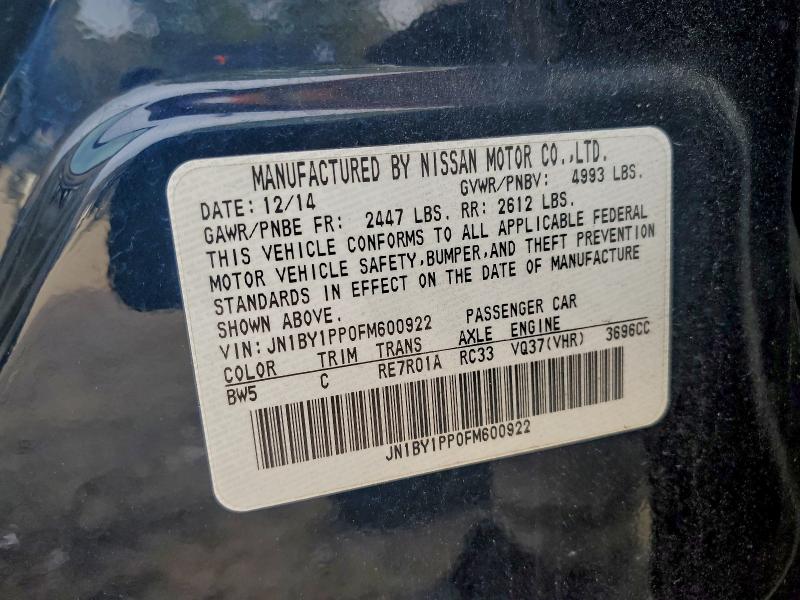 MANUFACTURED BY NISSAN MOTOR CO.,LTD.
DATE: 12/14 GVWR/PNBV: 4993 LBS.
GAWR/PNBE FR: 2447 LBS. RR: 2612 LBS.
THIS VEHICLE CONFORMS TO ALL APPLICABLE FEDERAL
MOTOR VEHICLE SAFETY,BUMPER,AND THEFT PREVENTION
STANDARDS IN EFFECT ON THE DATE OF MANUFACTURE
SHOWN ABOVE.
VIN: JN1BY1PP0FM600922 PASSENGER CAR
COLOR TRIM TRANS AXLE ENGINE
BW5 C RE7R01A RC33 VQ37(VHR) 3696CC
JN1BY1PP0FM600922